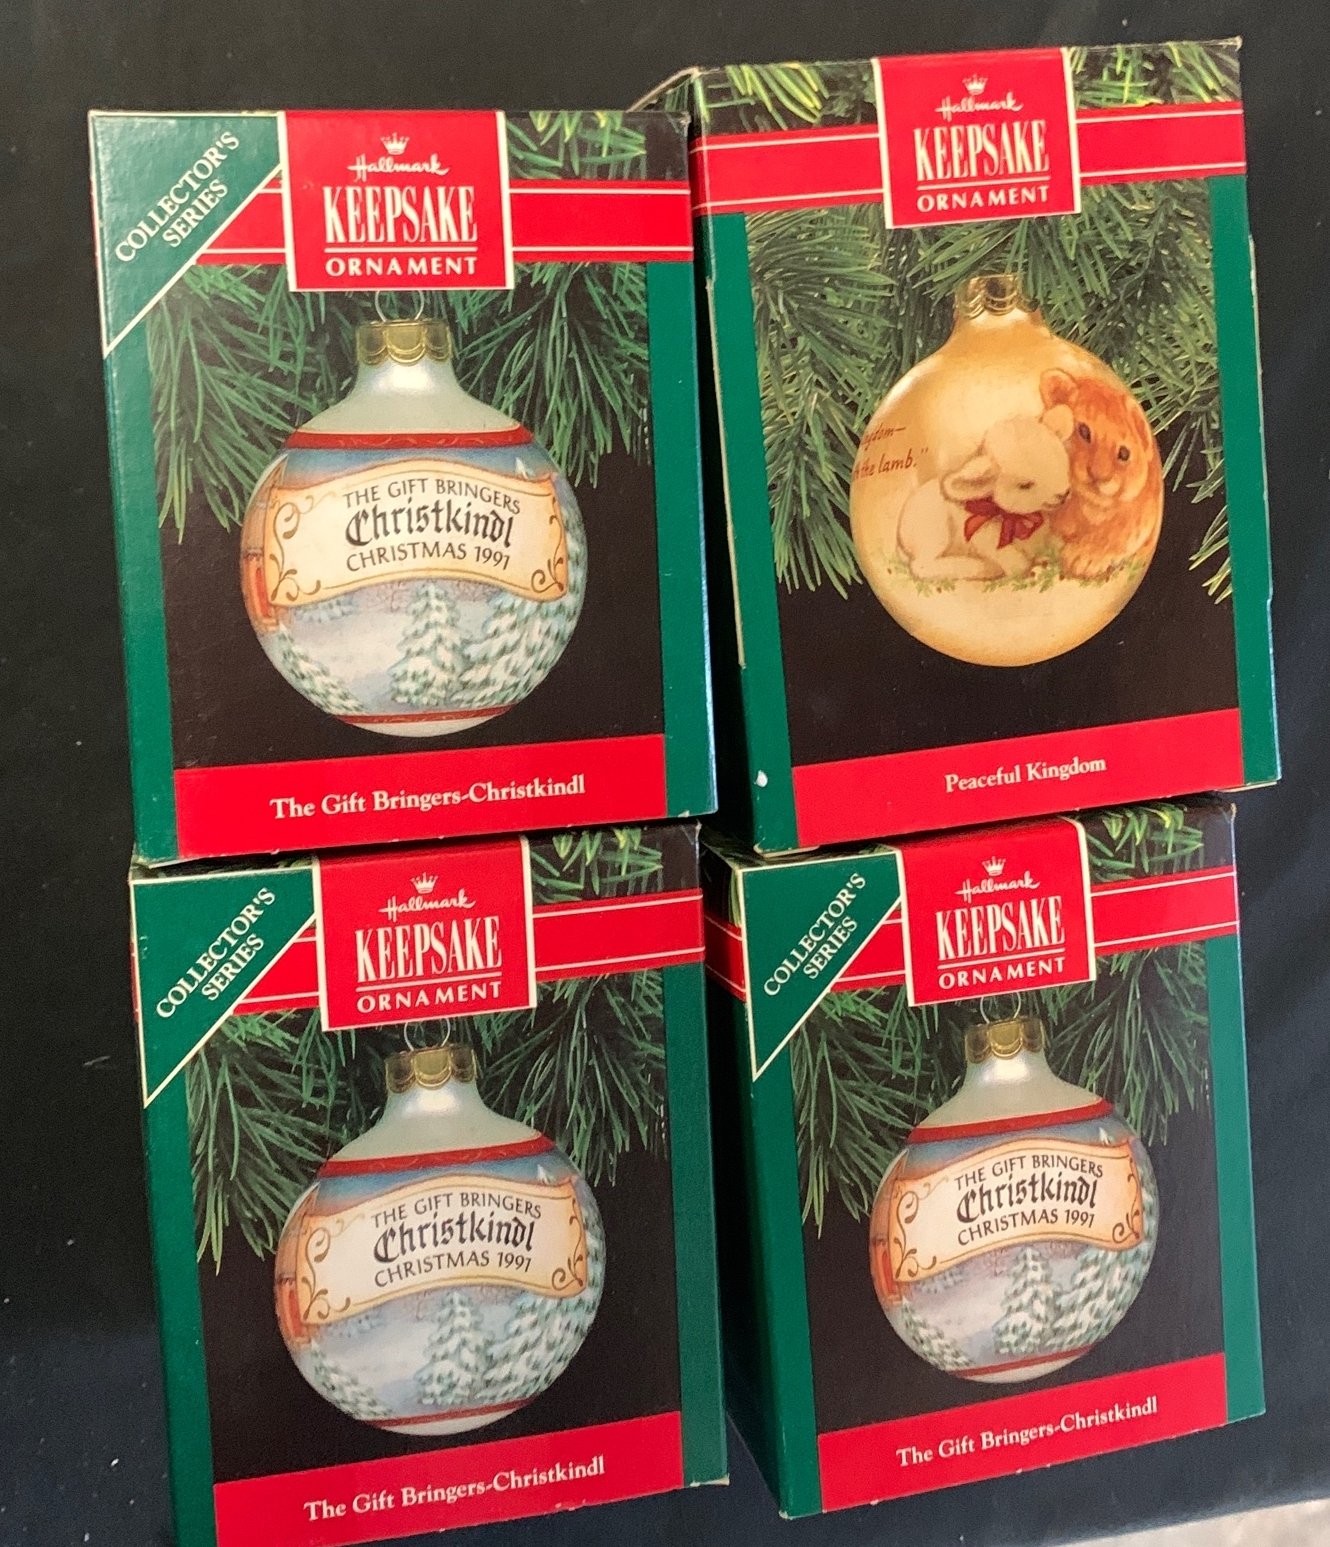 COLLECTOR'S
SERIES
Hallmark
KEEPSAKE
ORNAMENT
THE GIFT BRINGERS
Christkindl
CHRISTMAS 1991
The Gift Bringers-Christkindl
Hallmark
KEEPSAKE
ORNAMENT
the lamb."
Peaceful Kingdom
COLLECTOR'S
SERIES
Hallmark
KEEPSAKE
ORNAMENT
THE GIFT BRINGERS
Christkindl
CHRISTMAS 1991
The Gift Bringers-Christkindl
COLLECTOR'S
SERIES
Hallmark
KEEPSAKE
ORNAMENT
THE GIFT BRINGERS
Christkindl
CHRISTMAS 1991
The Gift Bringers-Christkindl